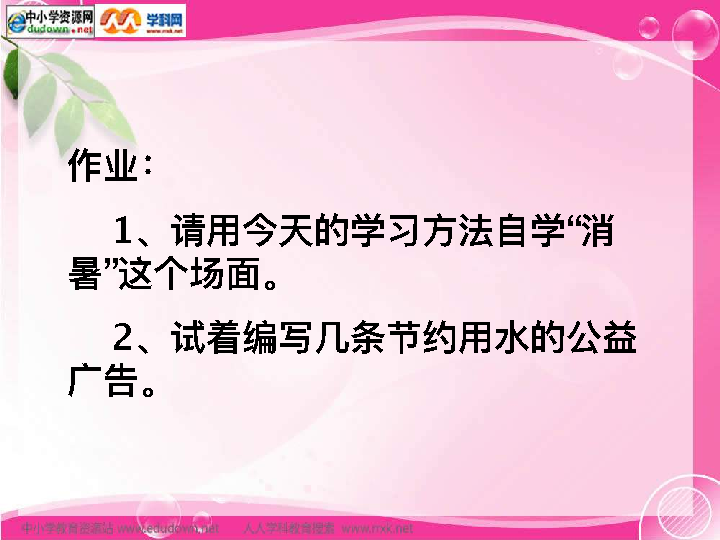 中小学资源网
dudown.net
学科网
www.nxk.net
作业：
1、请用今天的学习方法自学“消
暑”这个场面。
2、试着编写几条节约用水的公益
广告。
中小学教育资源站 www.edudown.net 人人学科教育搜索 www.nxk.net